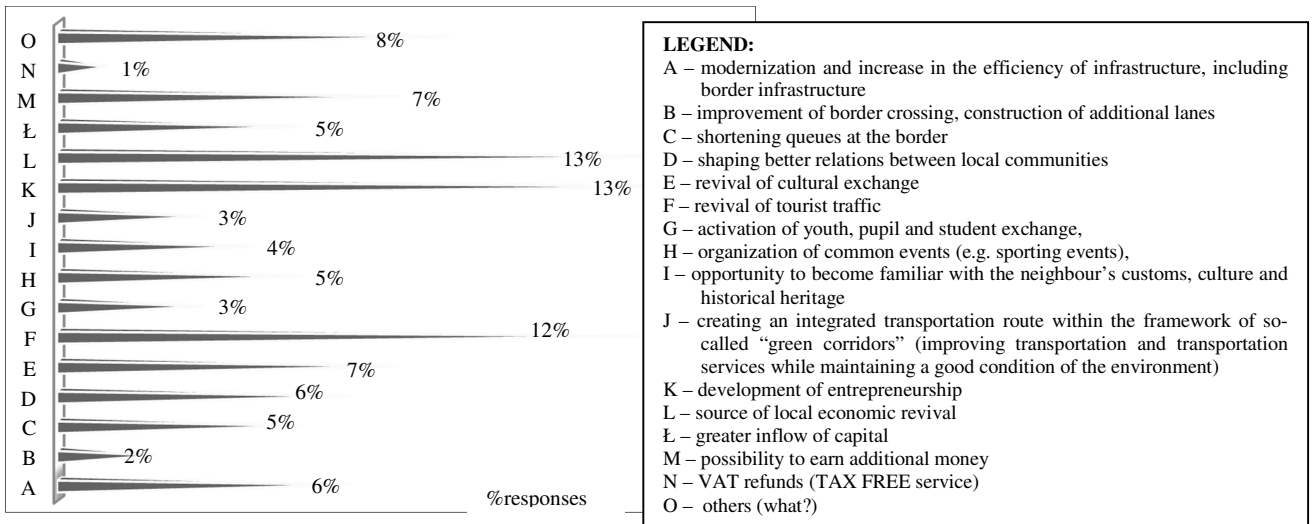 O 8%
N 1%
M 7%
Ł 5%
L 13%
K 13%
J 3%
I 4%
H 5%
G 3%
F 12%
E 7%
D 6%
C 5%
B 2%
A 6%
%responses
LEGEND:
A – modernization and increase in the efficiency of infrastructure, including
border infrastructure
B – improvement of border crossing, construction of additional lanes
C – shortening queues at the border
D – shaping better relations between local communities
E – revival of cultural exchange
F – revival of tourist traffic
G – activation of youth, pupil and student exchange,
H – organization of common events (e.g. sporting events),
I – opportunity to become familiar with the neighbour's customs, culture and
historical heritage
J – creating an integrated transportation route within the framework of so-
called “green corridors” (improving transportation and transportation
services while maintaining a good condition of the environment)
K – development of entrepreneurship
L – source of local economic revival
Ł – greater inflow of capital
M – possibility to earn additional money
N – VAT refunds (TAX FREE service)
O – others (what?)